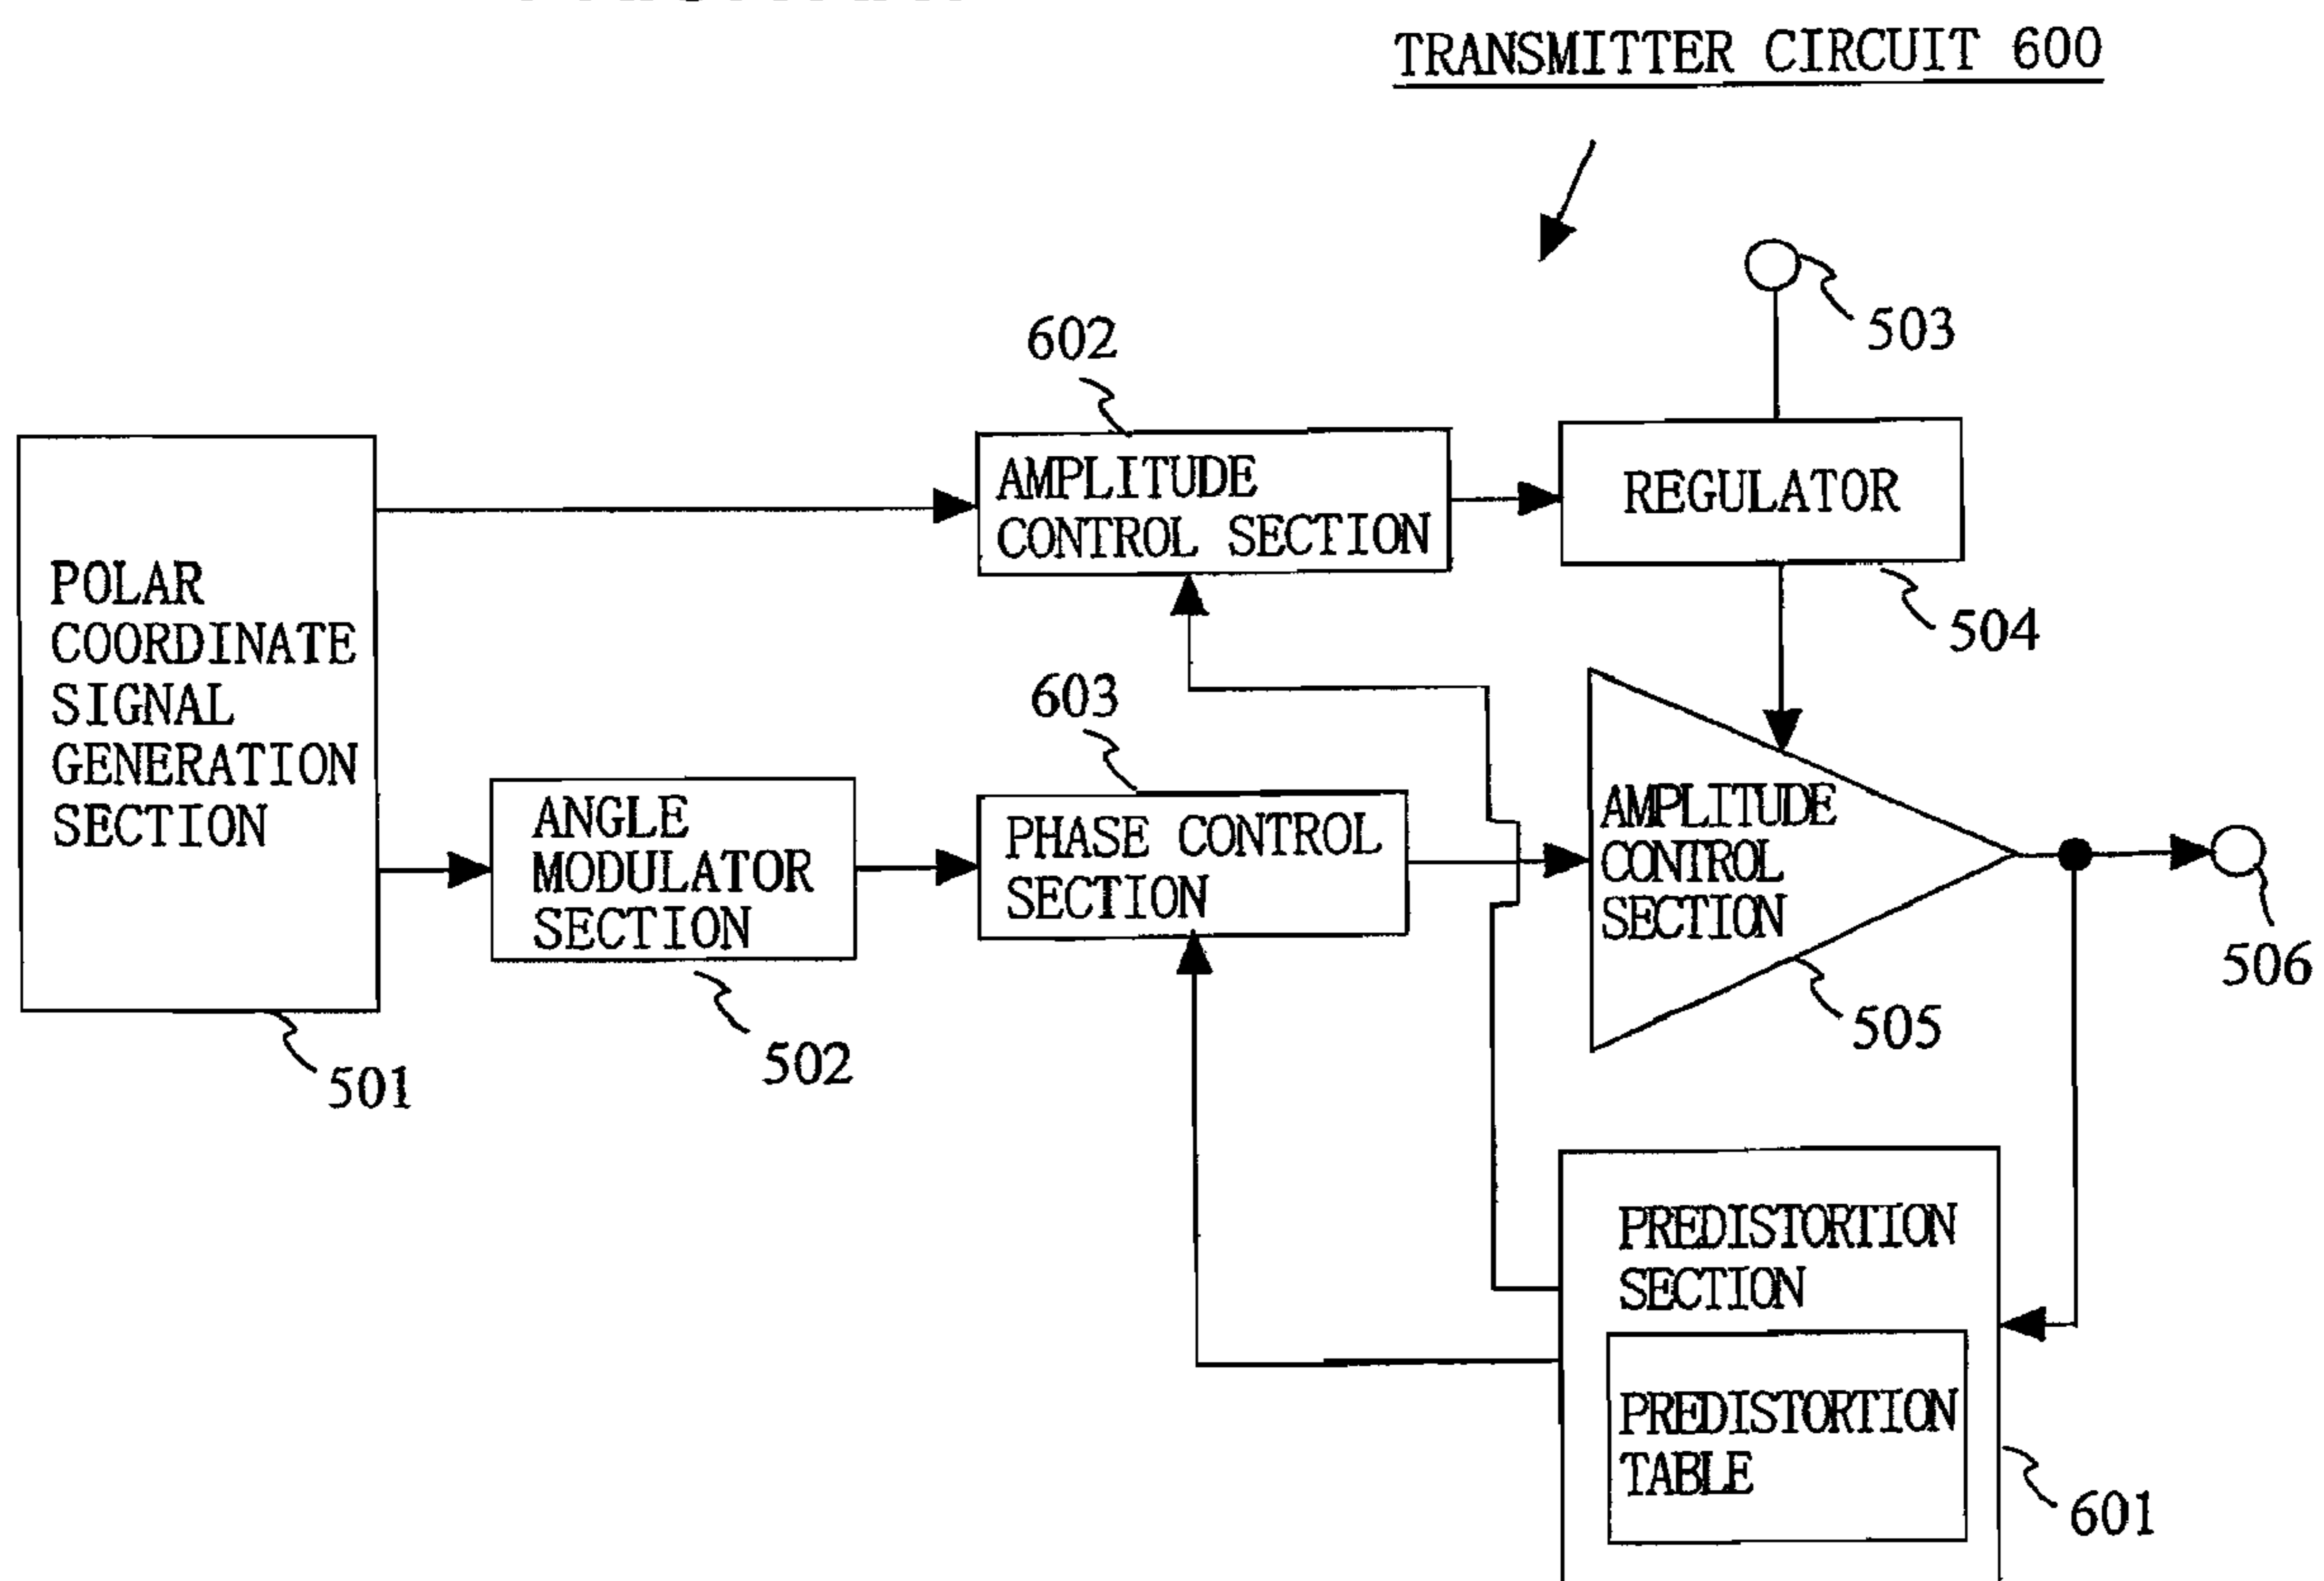 TRANSMITTER CIRCUIT 600
503
602
AMPLITUDE
CONTROL SECTION
REGULATOR
504
POLAR
COORDINATE
SIGNAL
GENERATION
SECTION
501
603
ANGLE
MODULATOR
SECTION
502
PHASE CONTROL
SECTION
AMPLITUDE
CONTROL
SECTION
505
506
PREDISTORTION
SECTION
PREDISTORTION
TABLE
601